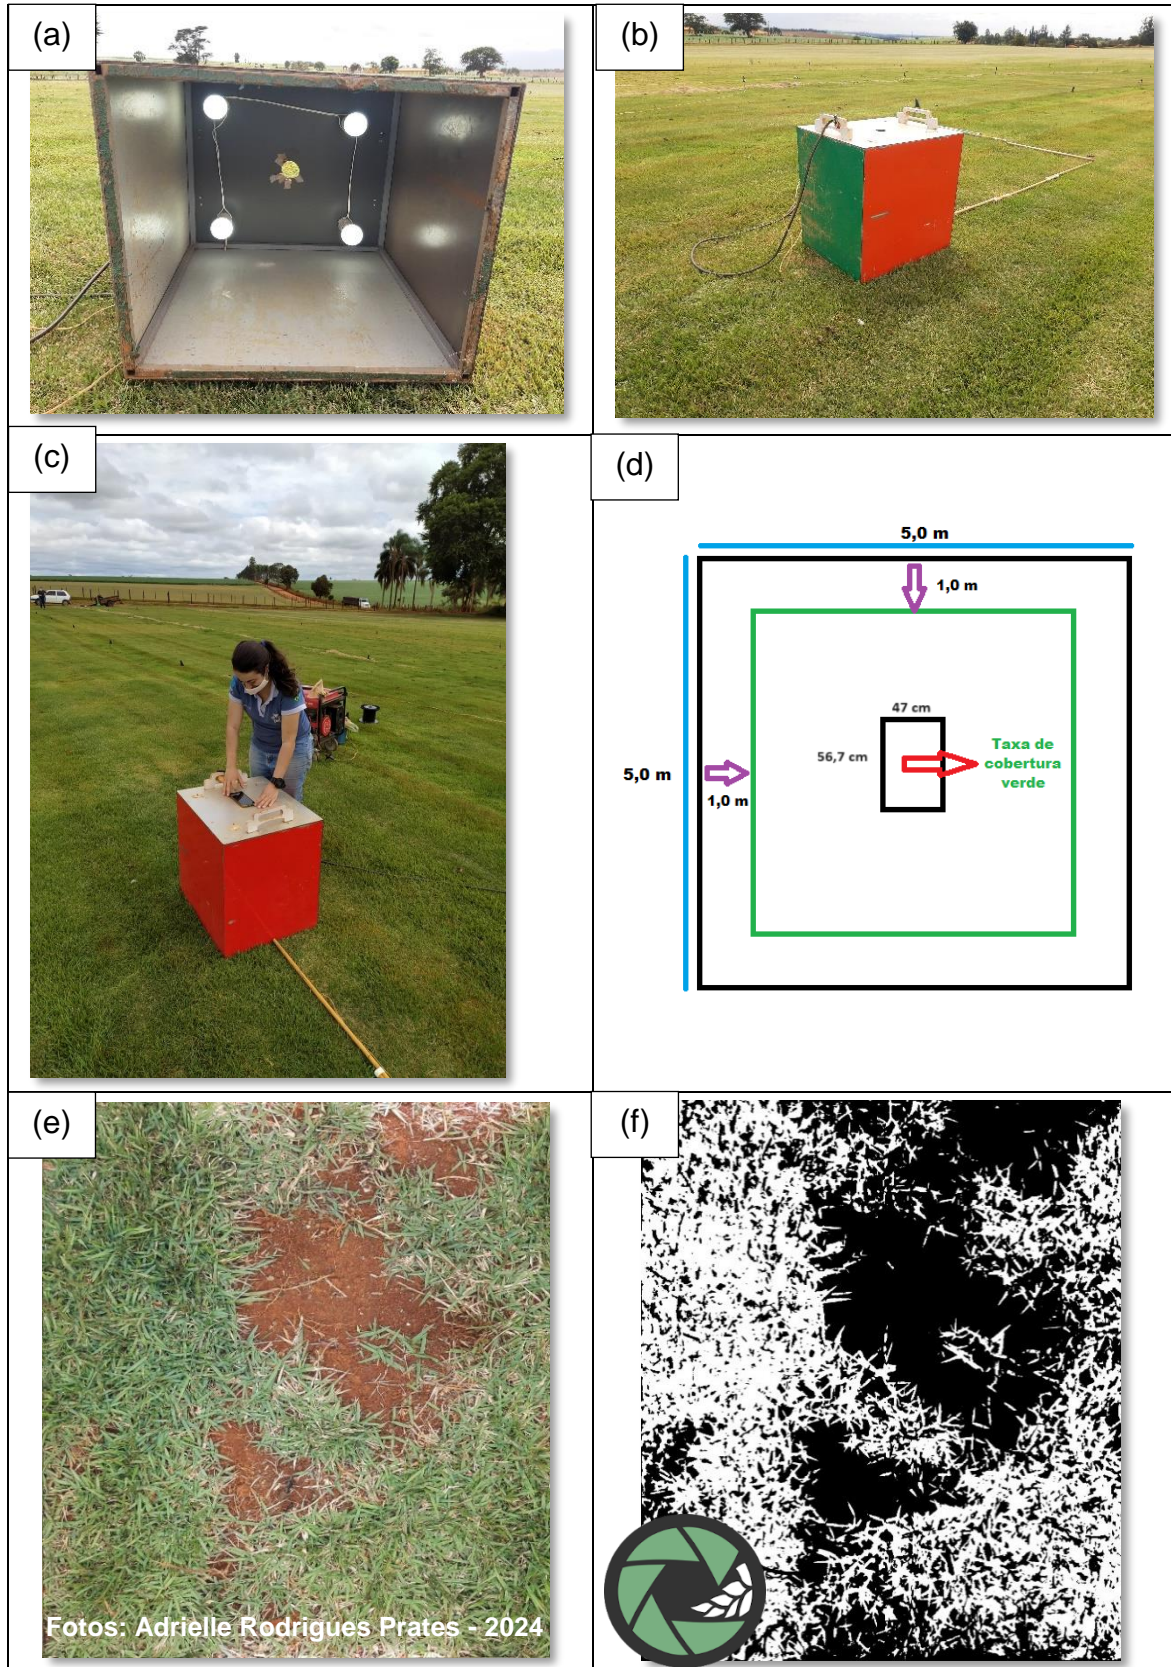 (a)
(b)
(c)
(d)
5,0 m
1,0 m
47 cm
56,7 cm
Taxa de
cobertura
verde
5,0 m
1,0 m
(e)
(f)
Fotos: Adrielle Rodrigues Prates - 2024